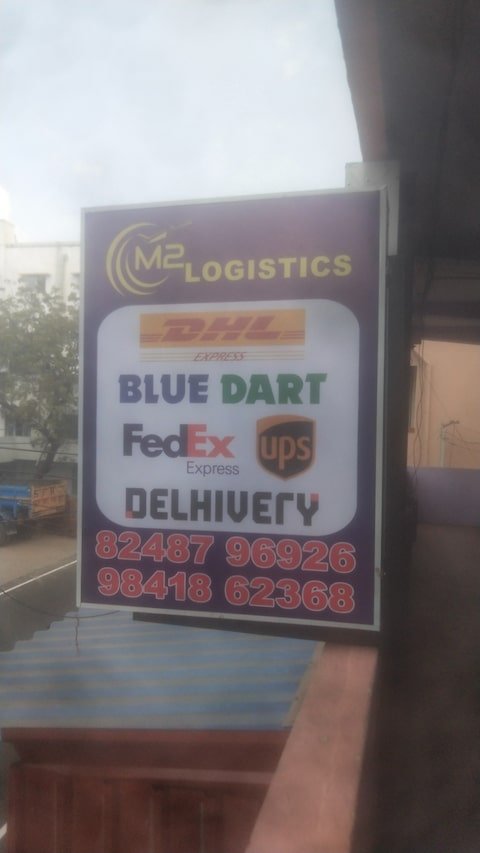 M2 LOGISTICS
DHL
EXPRESS
BLUE DART
FedEx
Express
ups
DELHIVERY
82487 96926
98418 62368